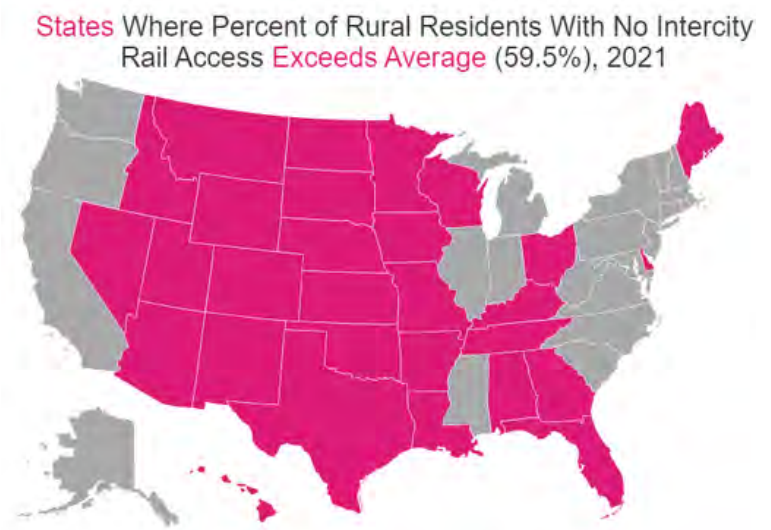 States Where Percent of Rural Residents With No Intercity
Rail Access Exceeds Average (59.5%), 2021